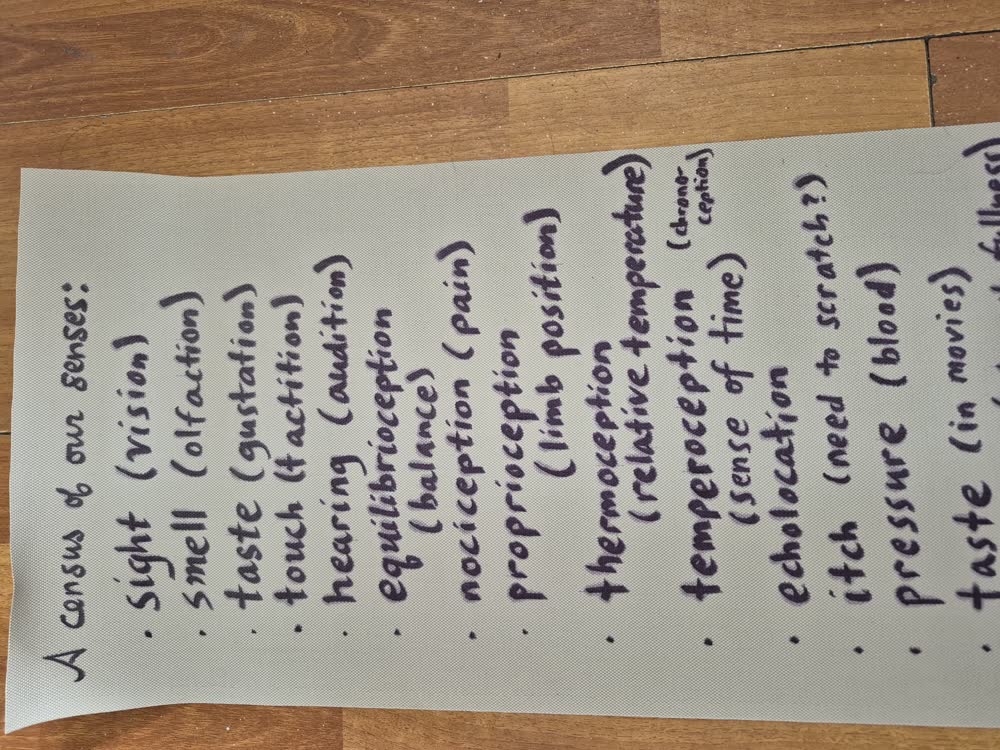 A census of our senses:
· sight (vision)
· smell (olfaction)
· taste (gustation)
· touch (tactition)
· hearing (audition)
· equilibrioception
(balance)
· nociception (pain)
· proprioception
(limb position)
· thermoception
(relative temperature)
· temperoception (chrono-
ception)
(sense of time)
· echolocation
· itch (need to scratch?)
· pressure (blood)
· taste (in movies)
fullness)